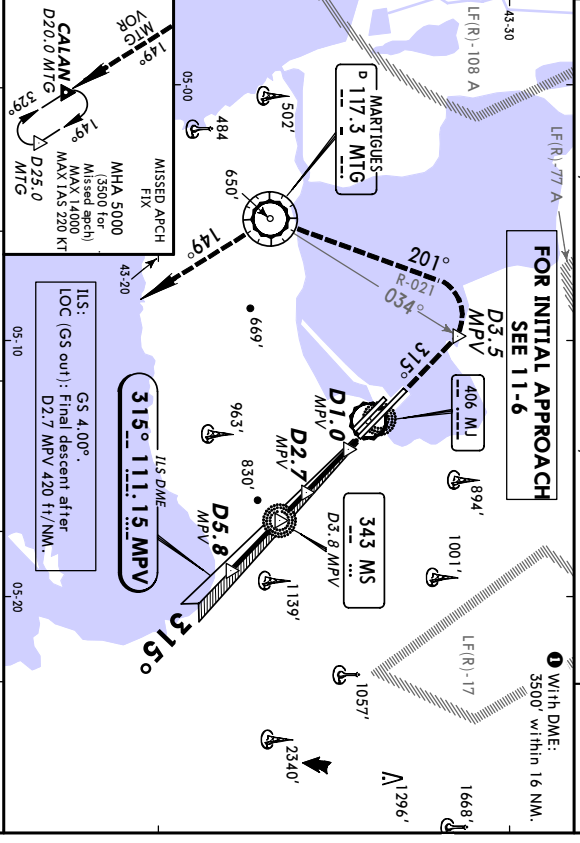 43-30
LF(R)-108 A
LF(R)-77 A
FOR INITIAL APPROACH
SEE 11-6
❶ With DME:
3500' within 16 NM.
1668'
1296'
LF(R)-17
894'
1001'
1057'
2340'
1139'
D3.5
MPV
406 MJ
201°
R-021
034°
315°
MARTIGUES
D 117.3 MTG
343 MS
D3.8 MPV
D1.0
MPV
D2.7
MPV
D5.8
MPV
315°
830'
963'
669'
650'
502'
484
05-00
05-10
05-20
149°
43-20
ILS DME
315° 111.15 MPV
ILS: GS 4.00°.
LOC (GS out): Final descent after
D2.7 MPV 420 ft/NM.
MISSED APCH
FIX
MTG
VOR
149°
CALAN
D20.0 MTG
329°
149°
D25.0
MTG
MHA 5000
(3500 for
Missed apch)
MAX 14000
MAX IAS 220 KT